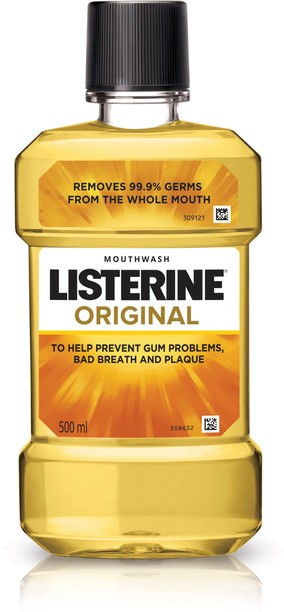 REMOVES 99.9% GERMS
FROM THE WHOLE MOUTH
309121
MOUTHWASH
LISTERINE®
ORIGINAL
TO HELP PREVENT GUM PROBLEMS,
BAD BREATH AND PLAQUE
500 ml
308632